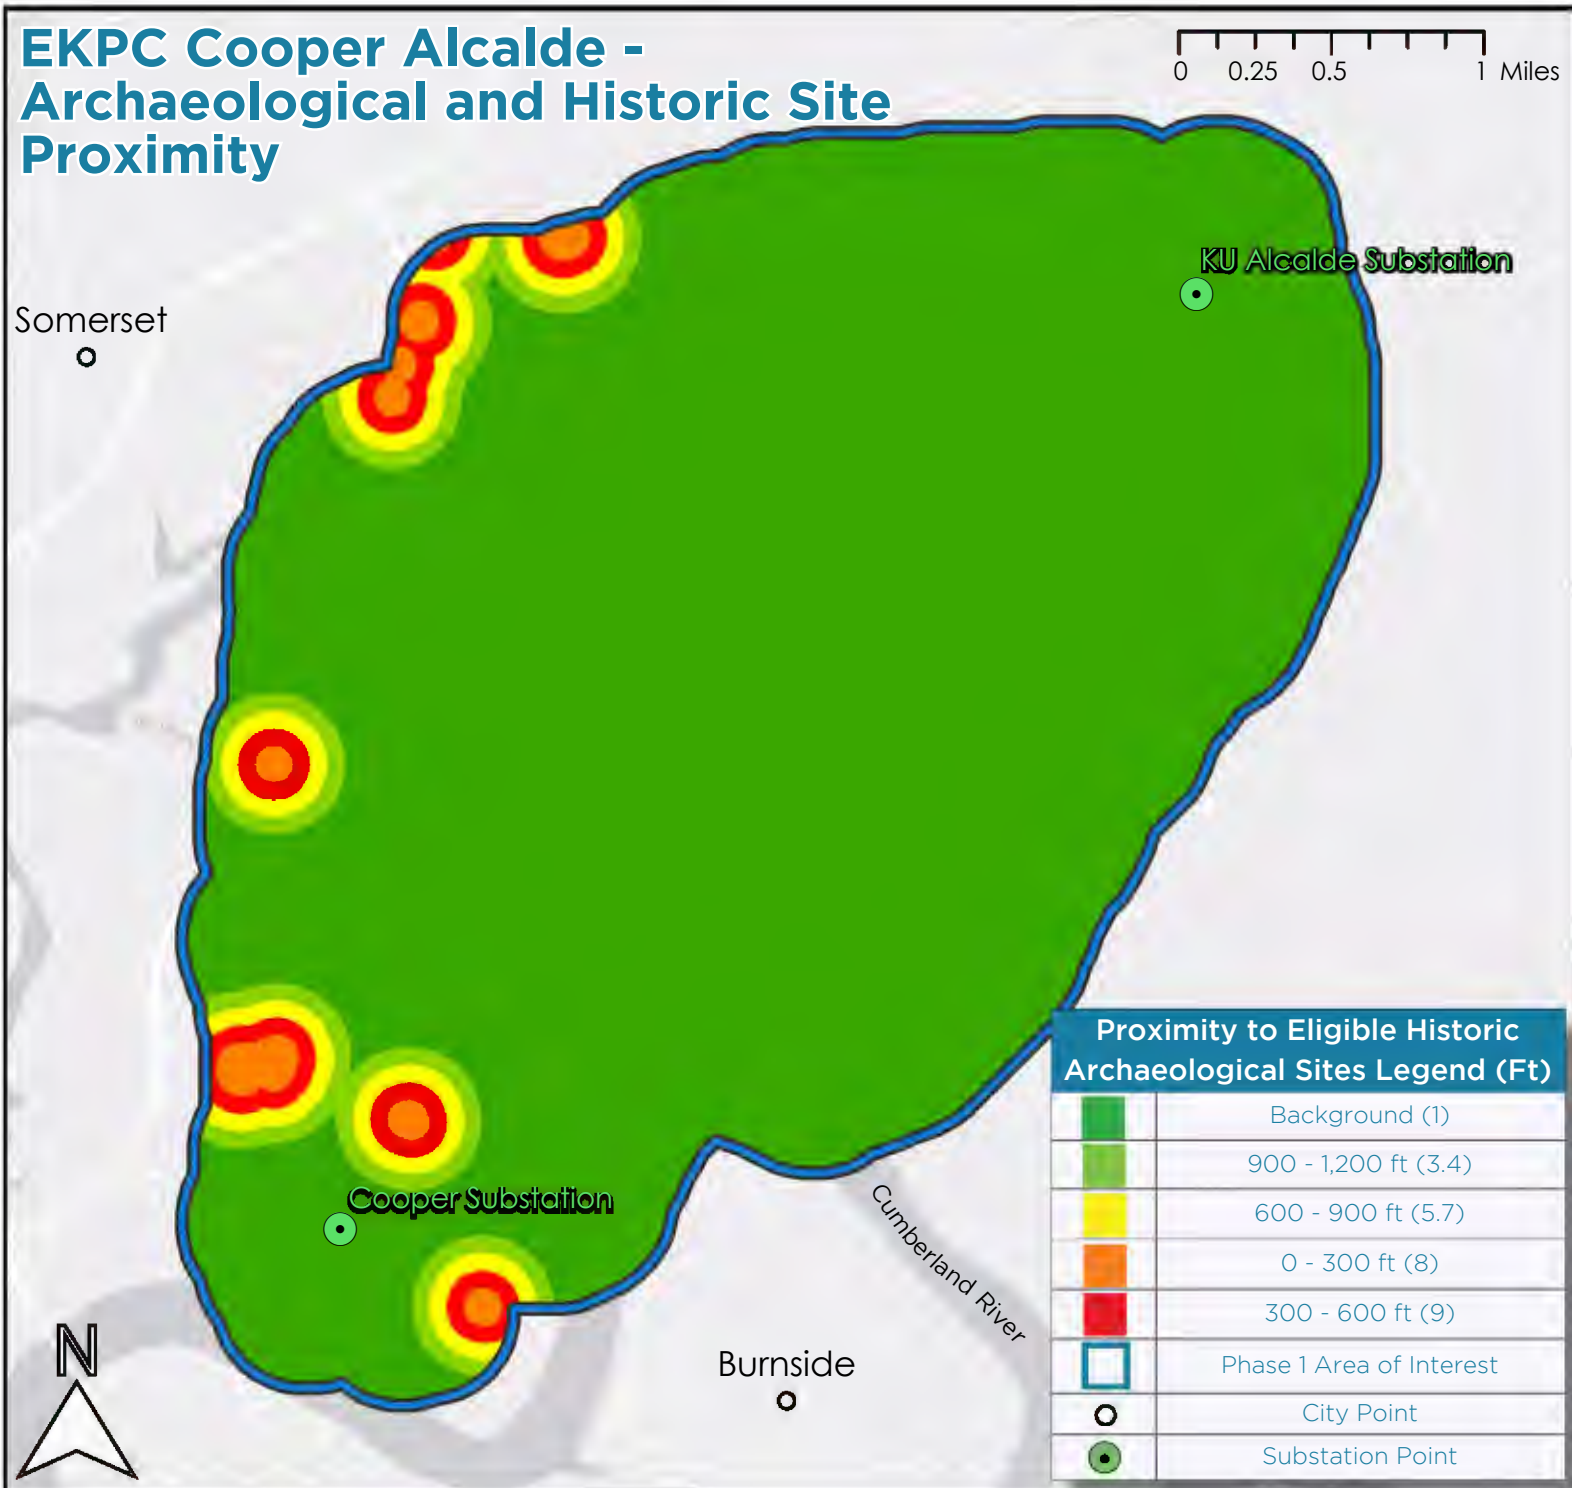 EKPC Cooper Alcalde -
Archaeological and Historic Site
Proximity
0 0.25 0.5 1 Miles
KU Alcalde Substation
Somerset
Cooper Substation
Cumberland River
Burnside
N
Proximity to Eligible Historic
Archaeological Sites Legend (Ft)
Background (1)
900 - 1,200 ft (3.4)
600 - 900 ft (5.7)
0 - 300 ft (8)
300 - 600 ft (9)
Phase 1 Area of Interest
City Point
Substation Point